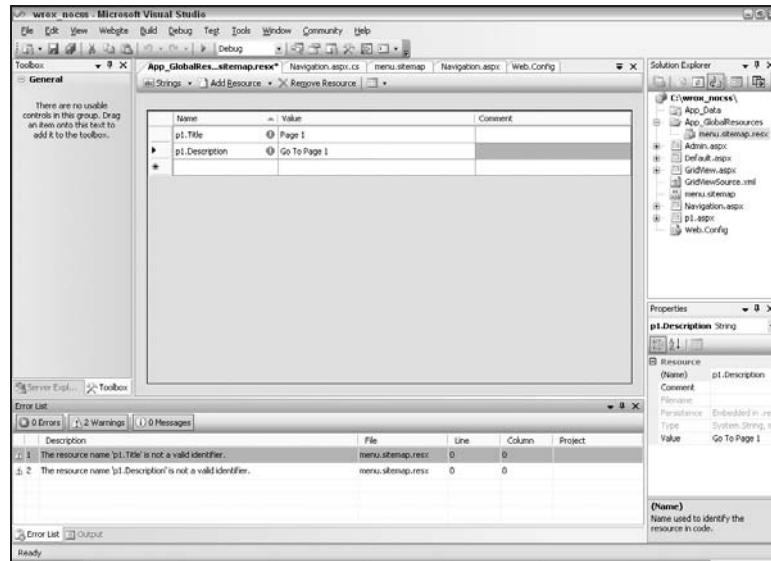 wrox_nocss - Microsoft Visual Studio
File Edit View Website Build Debug Test Tools Window Community Help
Debug
Toolbox
General
There are no usable
controls in this group. Drag
an item onto this text to
add it to the toolbox.
Server Expl... Toolbox
App_GlobalRes...sitemap.resx* Navigation.aspx.cs menu.sitemap Navigation.aspx Web.Config
Strings Add Resource Remove Resource
Name Value Comment
p1.Title Page 1
p1.Description Go To Page 1
Solution Explorer
C:\wrox_nocss\
App_Data
App_GlobalResources
menu.sitemap.resx
Admin.aspx
Default.aspx
GridView.aspx
GridViewSource.xml
menu.sitemap
Navigation.aspx
p1.aspx
Web.Config
Properties
p1.Description String
Resource
(Name) p1.Description
Comment
Filename
Persistence Embedded in .re
Type System.String,
Value Go To Page 1
(Name)
Name used to identify the
resource in code.
Error List
0 Errors 2 Warnings 0 Messages
Description File Line Column Project
1 The resource name 'p1.Title' is not a valid identifier. menu.sitemap.resx 0 0
2 The resource name 'p1.Description' is not a valid identifier. menu.sitemap.resx 0 0
Error List Output
Ready